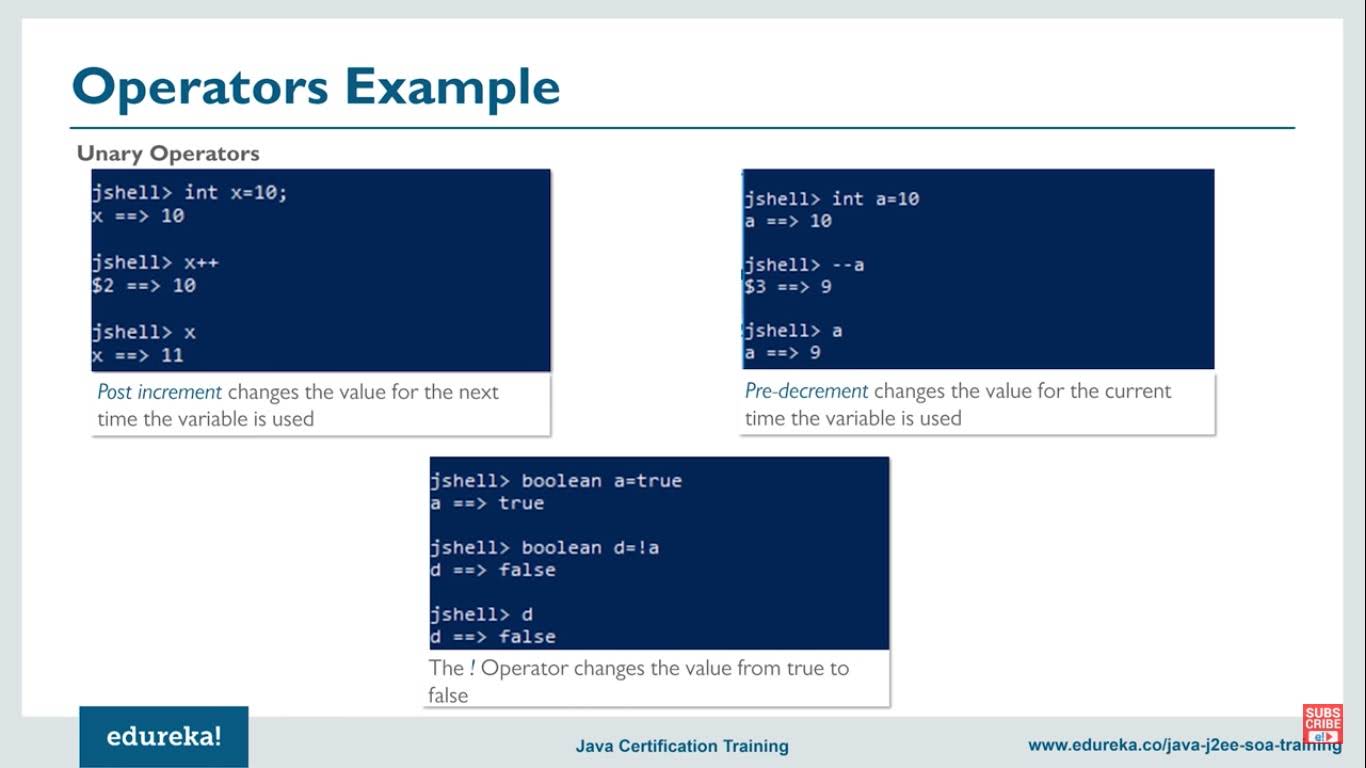 Operators Example
Unary Operators
jshell> int x=10;
x ==> 10
jshell> x++
$2 ==> 10
jshell> x
x ==> 11
Post increment changes the value for the next
time the variable is used
jshell> int a=10
a ==> 10
jshell> --a
$3 ==> 9
jshell> a
a ==> 9
Pre-decrement changes the value for the current
time the variable is used
jshell> boolean a=true
a ==> true
jshell> boolean d=!a
d ==> false
jshell> d
d ==> false
The ! Operator changes the value from true to
false
edureka!
Java Certification Training
www.edureka.co/java-j2ee-soa-training
SUBS
CRIBE
e!